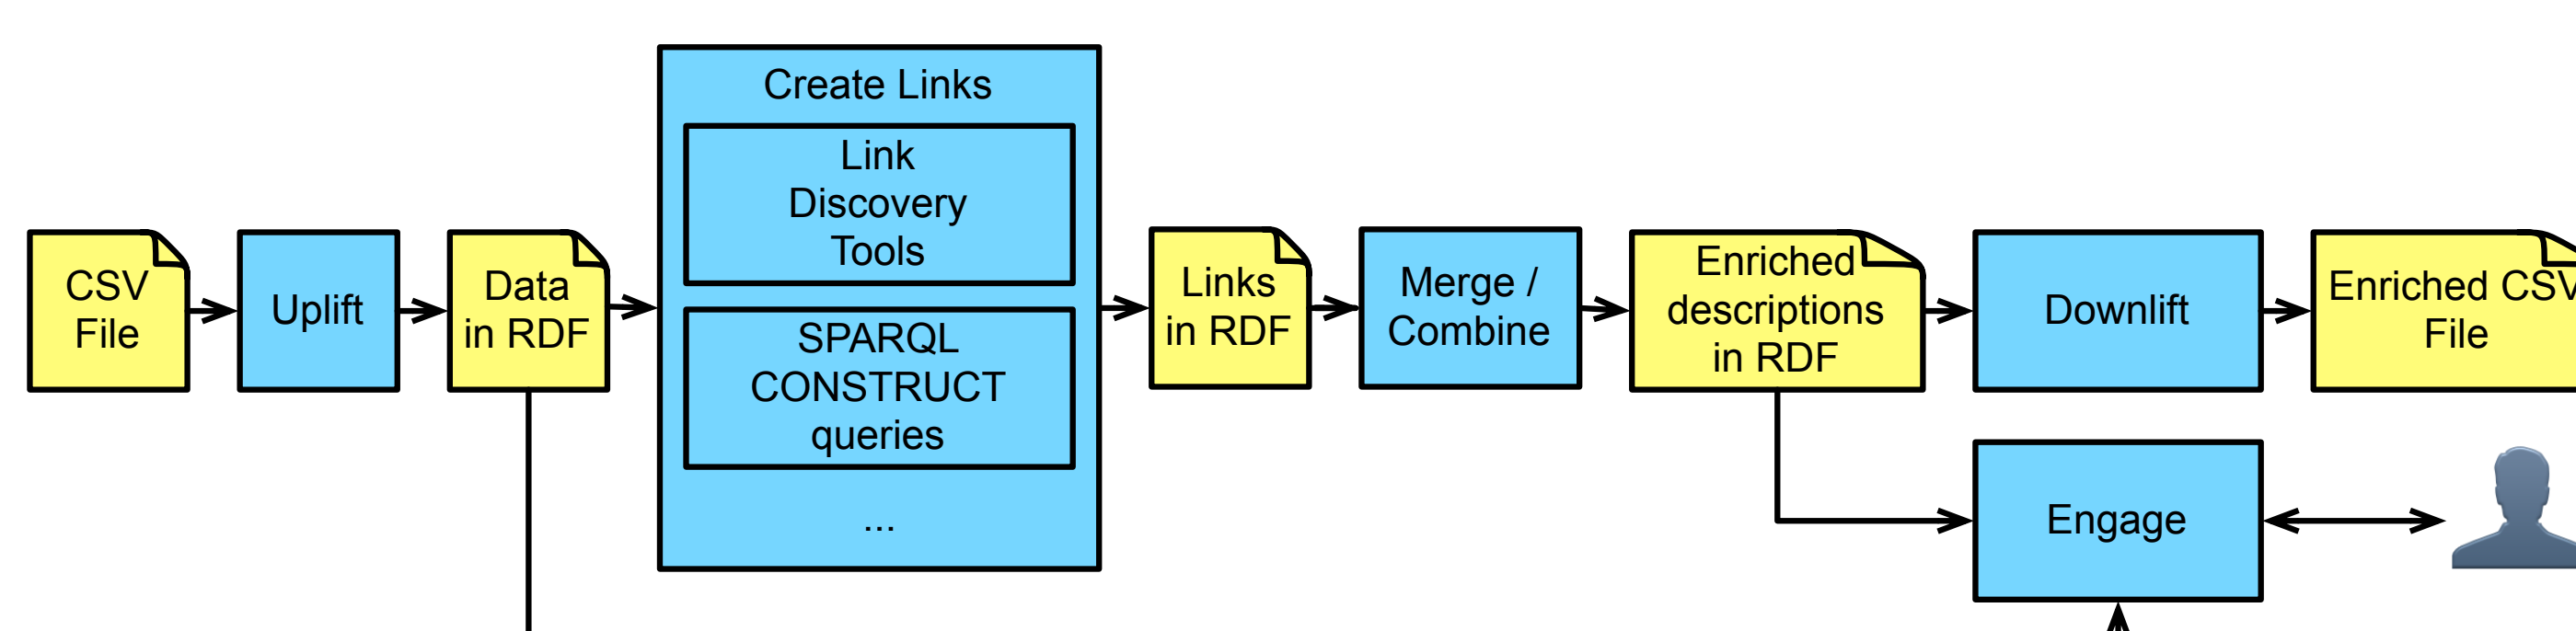 CSV
File
Uplift
Data
in RDF
Create Links
Link
Discovery
Tools
SPARQL
CONSTRUCT
queries
...
Links
in RDF
Merge /
Combine
Enriched
descriptions
in RDF
Downlift
Enriched CSV
File
Engage